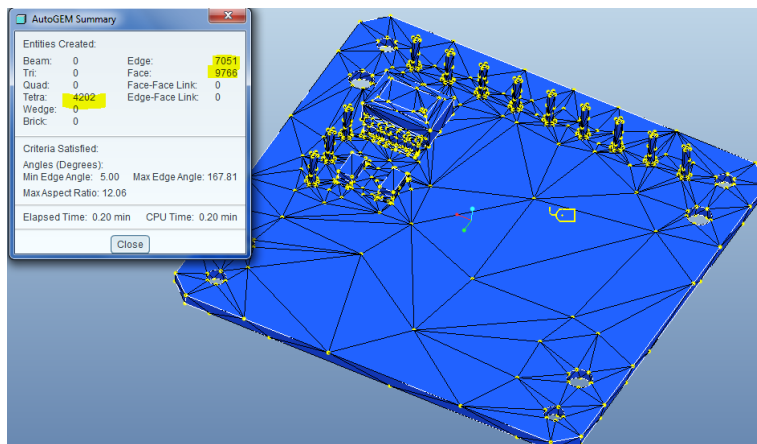 AutoGEM Summary
Entities Created:
Beam: 0 Edge: 7051
Tri: 0 Face: 9766
Quad: 0 Face-Face Link: 0
Tetra: 4202 Edge-Face Link: 0
Wedge: 0
Brick: 0
Criteria Satisfied:
Angles (Degrees):
Min Edge Angle: 5.00 Max Edge Angle: 167.81
Max Aspect Ratio: 12.06
Elapsed Time: 0.20 min CPU Time: 0.20 min
Close